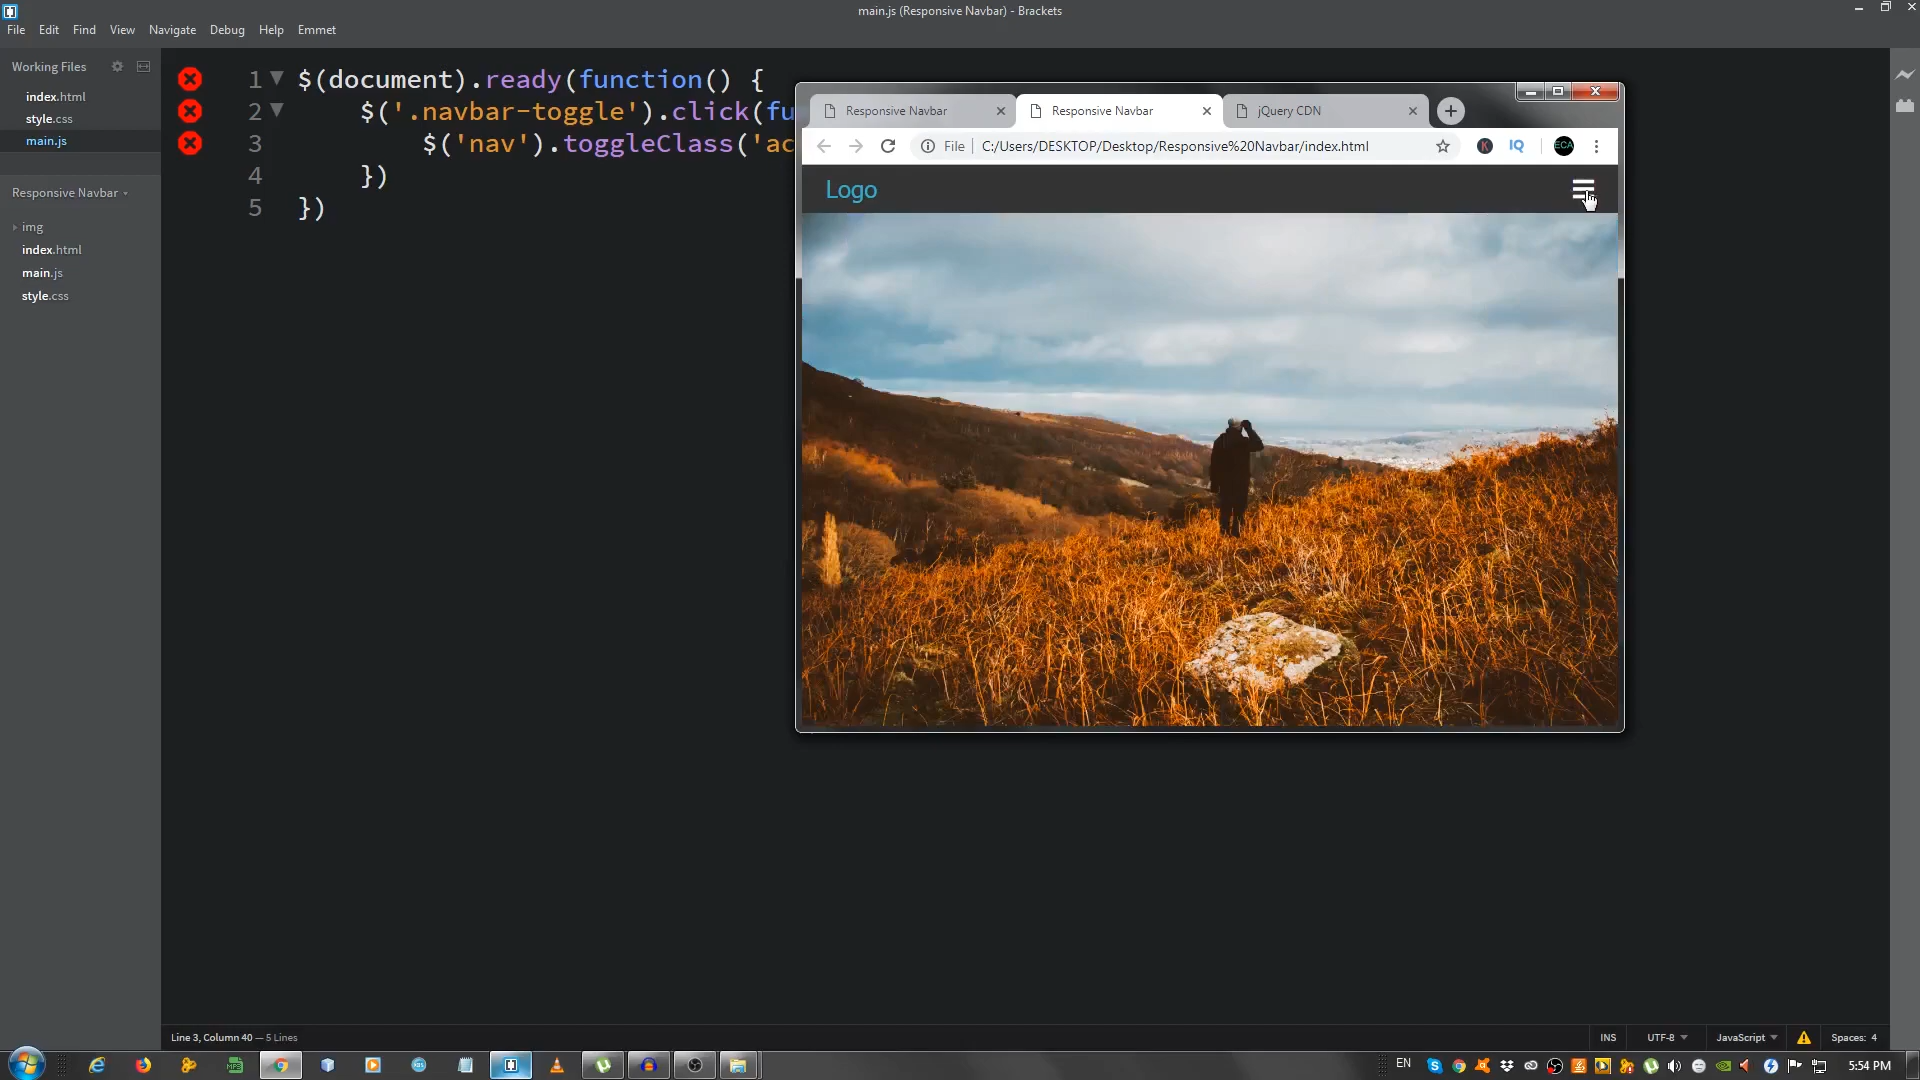 main.js (Responsive Navbar) - Brackets
File Edit Find View Navigate Debug Help Emmet
Working Files
index.html
style.css
main.js
Responsive Navbar
img
index.html
main.js
style.css
1 $(document).ready(function() {
2 $('.navbar-toggle').click(fu
3 $('nav').toggleClass('ac
4 })
5 })
Responsive Navbar
Responsive Navbar
jQuery CDN
File C:/Users/DESKTOP/Desktop/Responsive%20Navbar/index.html
K IQ ECA
Logo
Line 3, Column 40 — 5 Lines
INS UTF-8 JavaScript Spaces: 4
EN 5:54 PM